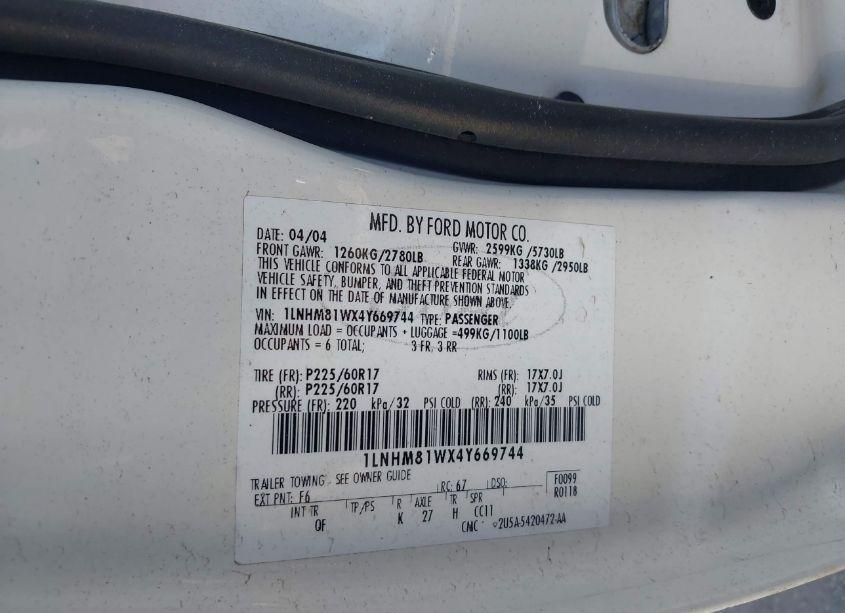 MFD. BY FORD MOTOR CO.
DATE: 04/04 GVWR: 2599KG /5730LB
FRONT GAWR: 1260KG/2780LB REAR GAWR: 1338KG /2950LB
THIS VEHICLE CONFORMS TO ALL APPLICABLE FEDERAL MOTOR
VEHICLE SAFETY, BUMPER, AND THEFT PREVENTION STANDARDS
IN EFFECT ON THE DATE OF MANUFACTURE SHOWN ABOVE.
VIN: 1LNHM81WX4Y669744 TYPE: PASSENGER
MAXIMUM LOAD = OCCUPANTS + LUGGAGE =499KG/1100LB
OCCUPANTS = 6 TOTAL; 3 FR, 3 RR
TIRE (FR): P225/60R17 RIMS (FR): 17X7.0J
(RR): P225/60R17 (RR): 17X7.0J
PRESSURE (FR): 220 kPa/32 PSI COLD (RR): 240 kPa/35 PSI COLD
1LNHM81WX4Y669744
TRAILER TOWING - SEE OWNER GUIDE
EXT PNT: F6 RC: 67 DSO: F0099
INT TR TP/PS R AXLE TR SPR R0118
OF K 27 H CC11
CMC 2U5A-5420472-AA